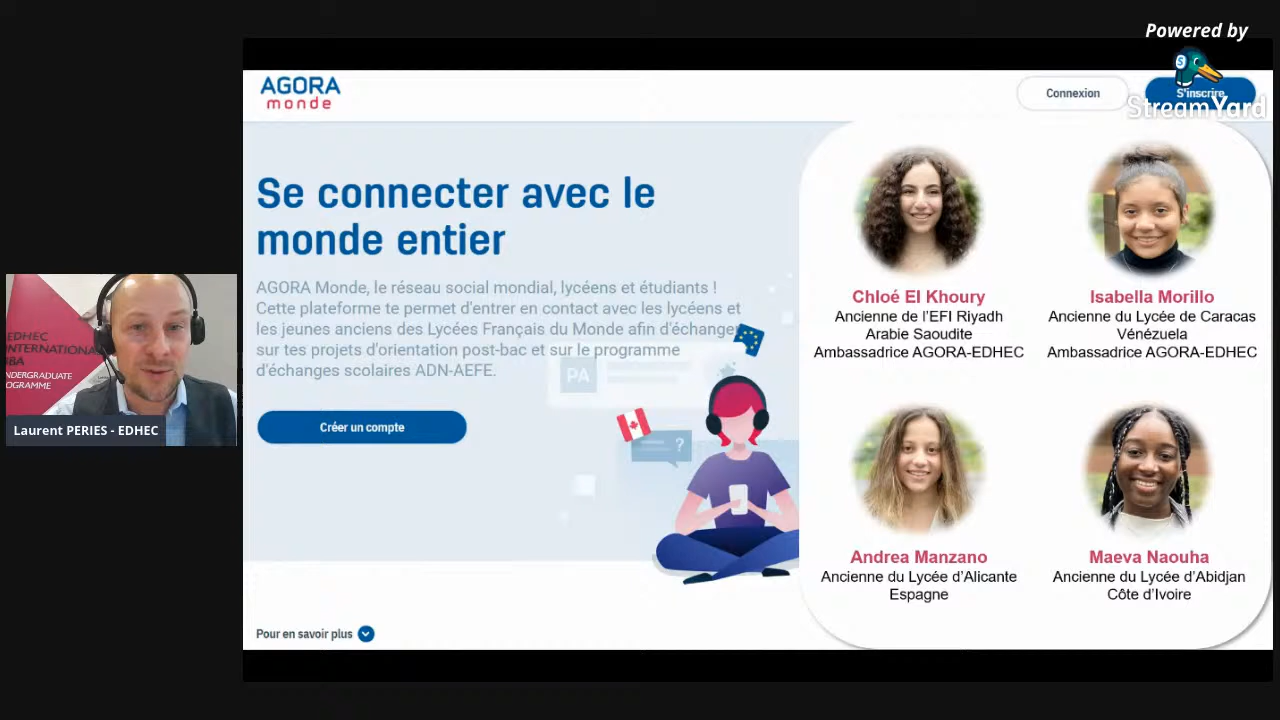 Powered by
StreamYard
AGORA
monde
Connexion
S'inscrire
Se connecter avec le
monde entier
AGORA Monde, le réseau social mondial, lycéens et étudiants !
Cette plateforme te permet d'entrer en contact avec les lycéens et
les jeunes anciens des Lycées Français du Monde afin d'échanger
sur tes projets d'orientation post-bac et sur le programme
d'échanges scolaires ADN-AEFE.
PA
?
Créer un compte
Pour en savoir plus
Chloé El Khoury
Ancienne de l'EFI Riyadh
Arabie Saoudite
Ambassadrice AGORA-EDHEC
Isabella Morillo
Ancienne du Lycée de Caracas
Vénézuela
Ambassadrice AGORA-EDHEC
Andrea Manzano
Ancienne du Lycée d'Alicante
Espagne
Maeva Naouha
Ancienne du Lycée d'Abidjan
Côte d'Ivoire
EDHEC
INTERNATIONAL
BBA
Laurent PERIES - EDHEC